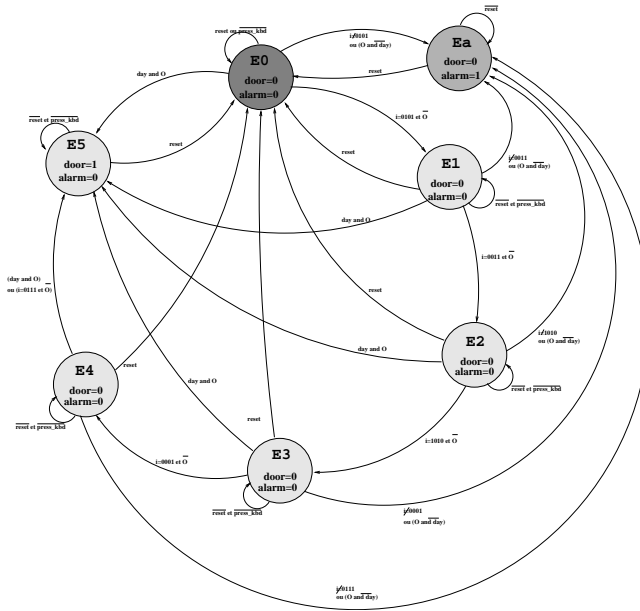 reset
reset ou press_kbd
i≠0101
ou (O and day)
Ea
door=0
alarm=1
E0
door=0
alarm=0
day and O
reset
i=0101 et O̅
reset et press_kbd
E5
door=1
alarm=0
reset
reset
E1
door=0
alarm=0
i≠0011
ou (O and day)
reset et press_kbd
day and O
i=0011 et O̅
(day and O)
ou (i=0111 et O̅)
reset
E2
door=0
alarm=0
i≠1010
ou (O and day)
day and O
reset et press_kbd
E4
door=0
alarm=0
reset
day and O
reset et press_kbd
reset
i=1010 et O̅
E3
door=0
alarm=0
i=0001 et O̅
reset et press_kbd
i≠0001
ou (O and day)
i≠0111
ou (O and day)